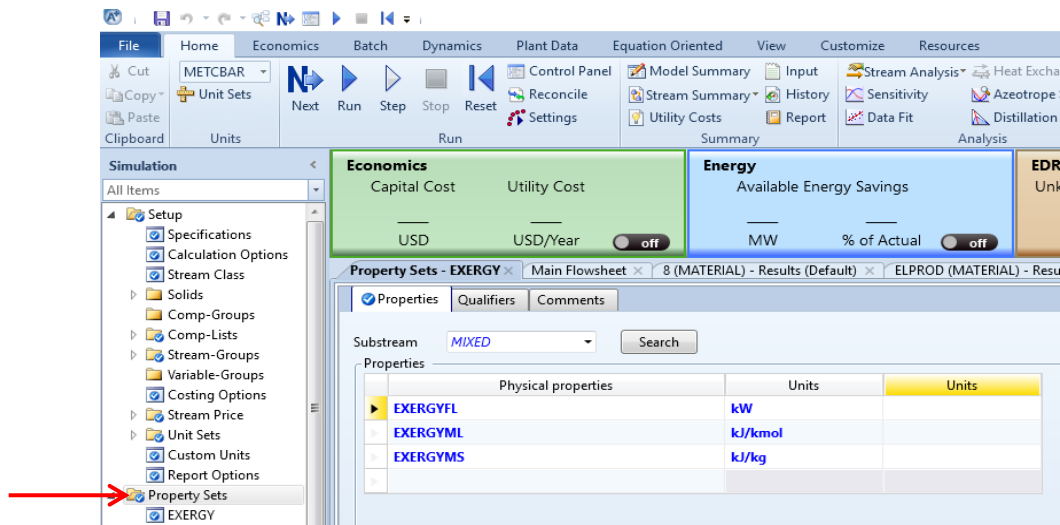 File Home Economics Batch Dynamics Plant Data Equation Oriented View Customize Resources
Cut METCBAR Control Panel Model Summary Input Stream Analysis Heat Excha
Copy Unit Sets Next Run Step Stop Reset Reconcile Stream Summary History Sensitivity Azeotrope
Paste Settings Utility Costs Report Data Fit Distillation
Clipboard Units Run Summary Analysis
Simulation <
All Items
Economics
Capital Cost Utility Cost
USD USD/Year off
Energy
Available Energy Savings
MW % of Actual off
EDR
Unk
Setup
Specifications
Calculation Options
Stream Class
Solids
Comp-Groups
Comp-Lists
Stream-Groups
Variable-Groups
Costing Options
Stream Price
Unit Sets
Custom Units
Report Options
Property Sets
EXERGY
Property Sets - EXERGY Main Flowsheet 8 (MATERIAL) - Results (Default) ELPROD (MATERIAL) - Resu
Properties Qualifiers Comments
Substream MIXED Search
Properties
Physical properties Units Units
EXERGYFL kW
EXERGYML kJ/kmol
EXERGYMS kJ/kg